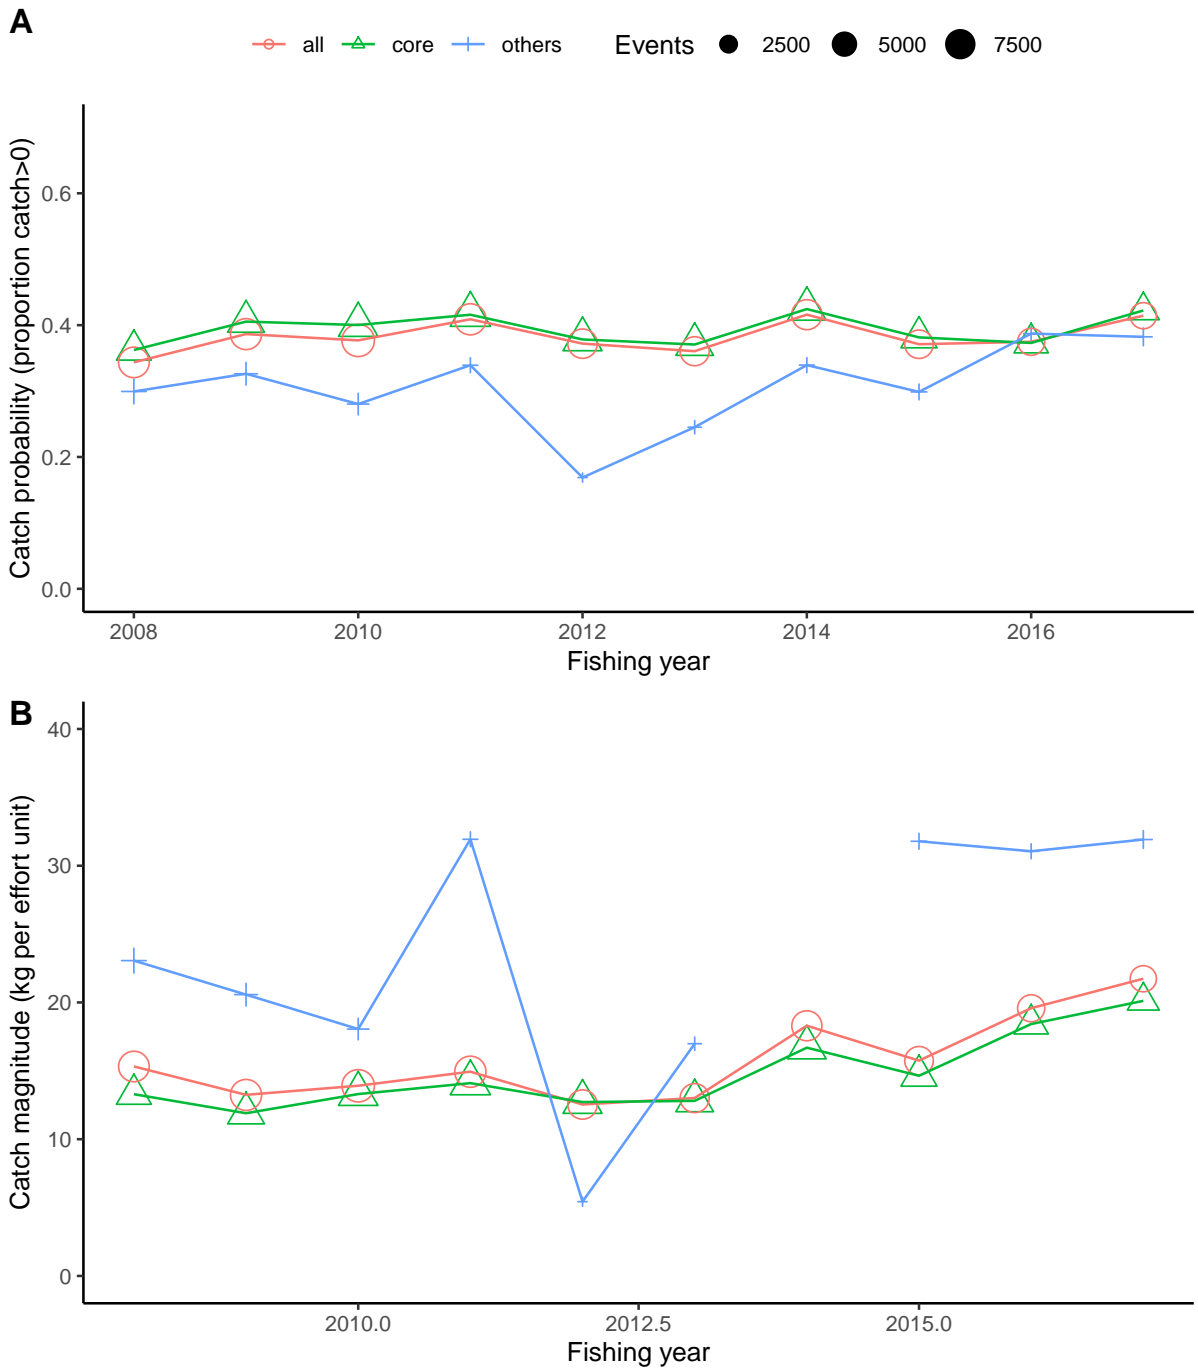 A
all core others Events 2500 5000 7500
Catch probability (proportion catch>0)
0.6
0.4
0.2
0.0
2008 2010 2012 2014 2016
Fishing year
B
Catch magnitude (kg per effort unit)
40
30
20
10
0
2010.0 2012.5 2015.0
Fishing year